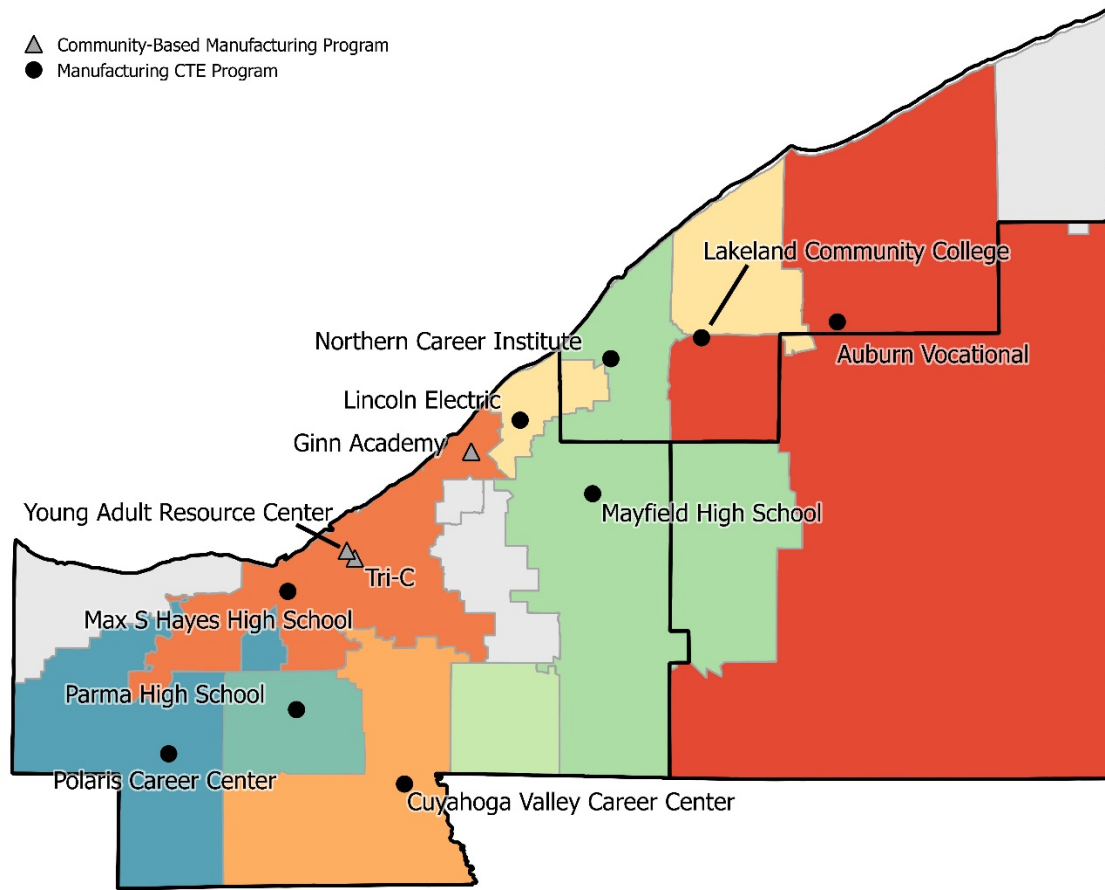 Community-Based Manufacturing Program
Manufacturing CTE Program
Lakeland Community College
Northern Career Institute
Auburn Vocational
Lincoln Electric
Ginn Academy
Young Adult Resource Center
Mayfield High School
Tri-C
Max S Hayes High School
Parma High School
Polaris Career Center
Cuyahoga Valley Career Center